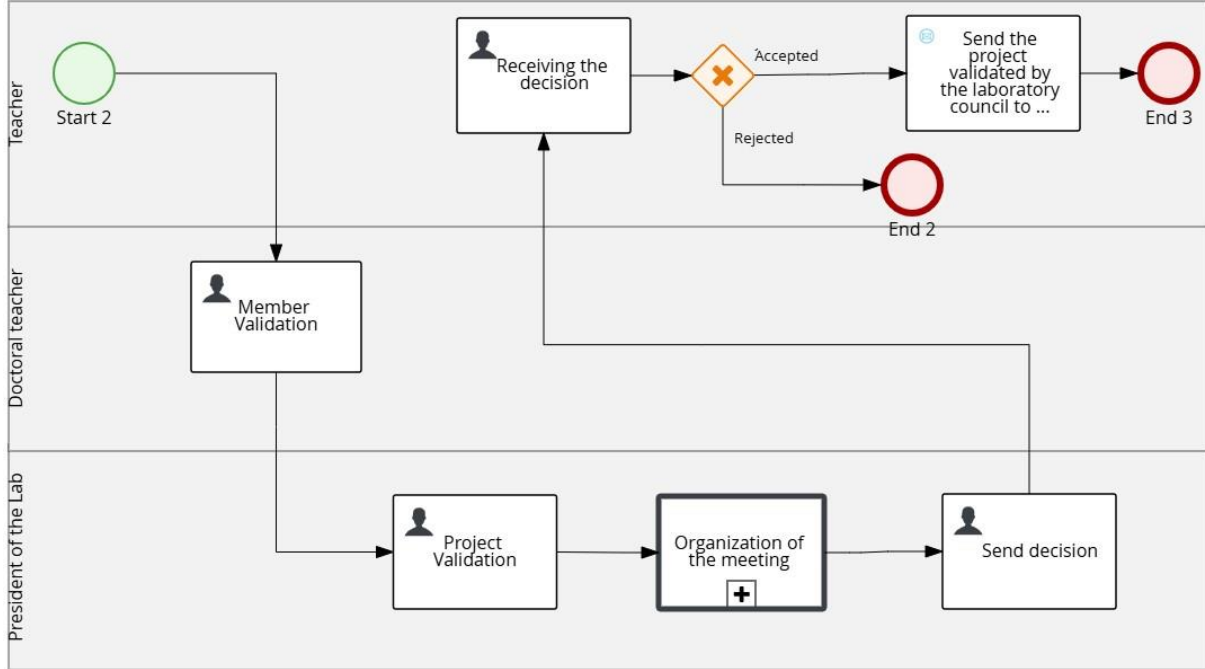 Teacher
Start 2
Receiving the
decision
Accepted
Rejected
Send the
project
validated by
the laboratory
council to ...
End 3
End 2
Doctoral teacher
Member
Validation
President of the Lab
Project
Validation
Organization of
the meeting
Send decision